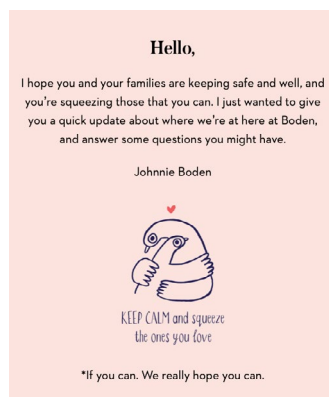 Hello,
I hope you and your families are keeping safe and well, and
you're squeezing those that you can. I just wanted to give
you a quick update about where we're at here at Boden,
and answer some questions you might have.
Johnnie Boden
KEEP CALM and squeeze
the ones you love
*If you can. We really hope you can.